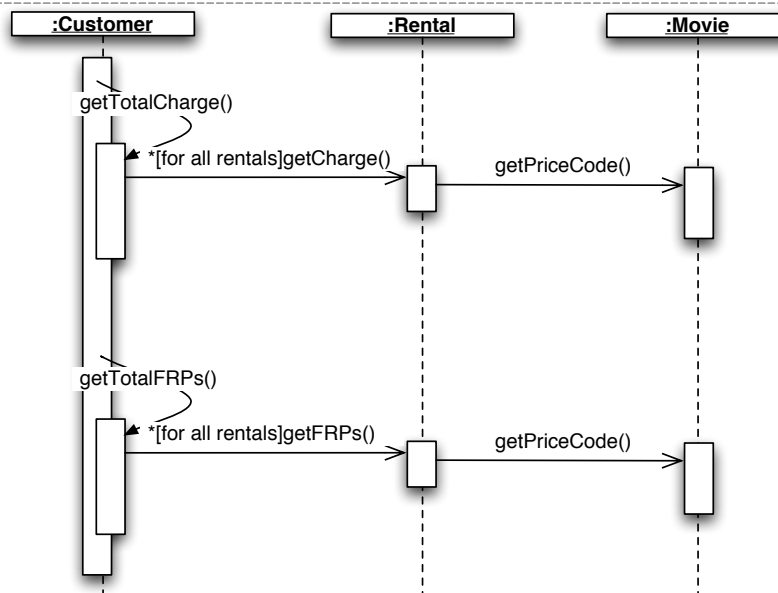 :Customer
:Rental
:Movie
getTotalCharge()
*[for all rentals]getCharge()
getPriceCode()
getTotalFRPs()
*[for all rentals]getFRPs()
getPriceCode()